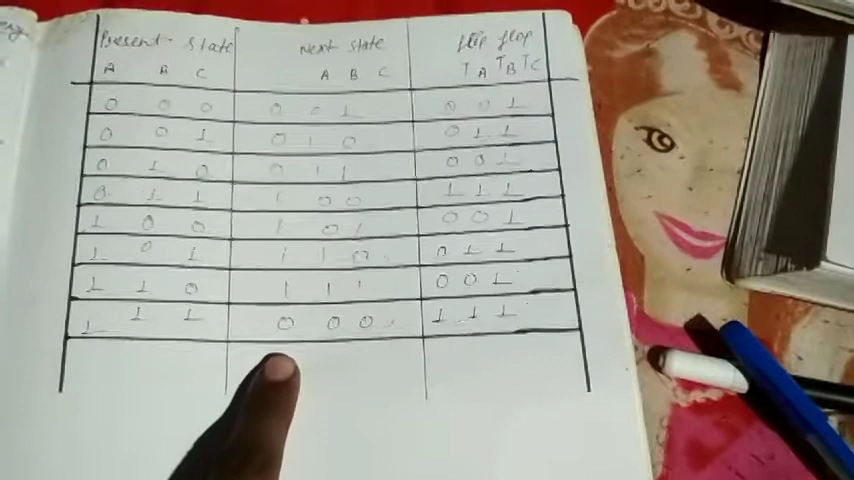 Present - state Next state flip flop
A B C A B C TA TB TC
0 0 0 0 0 1 0 0 1
0 0 1 0 1 0 0 1 1
0 1 0 0 1 1 0 0 1
0 1 1 1 0 0 1 1 1
1 0 0 1 0 1 0 0 1
1 0 1 1 1 0 0 1 1
1 1 0 1 1 1 0 0 1
1 1 1 0 0 0 1 1 1